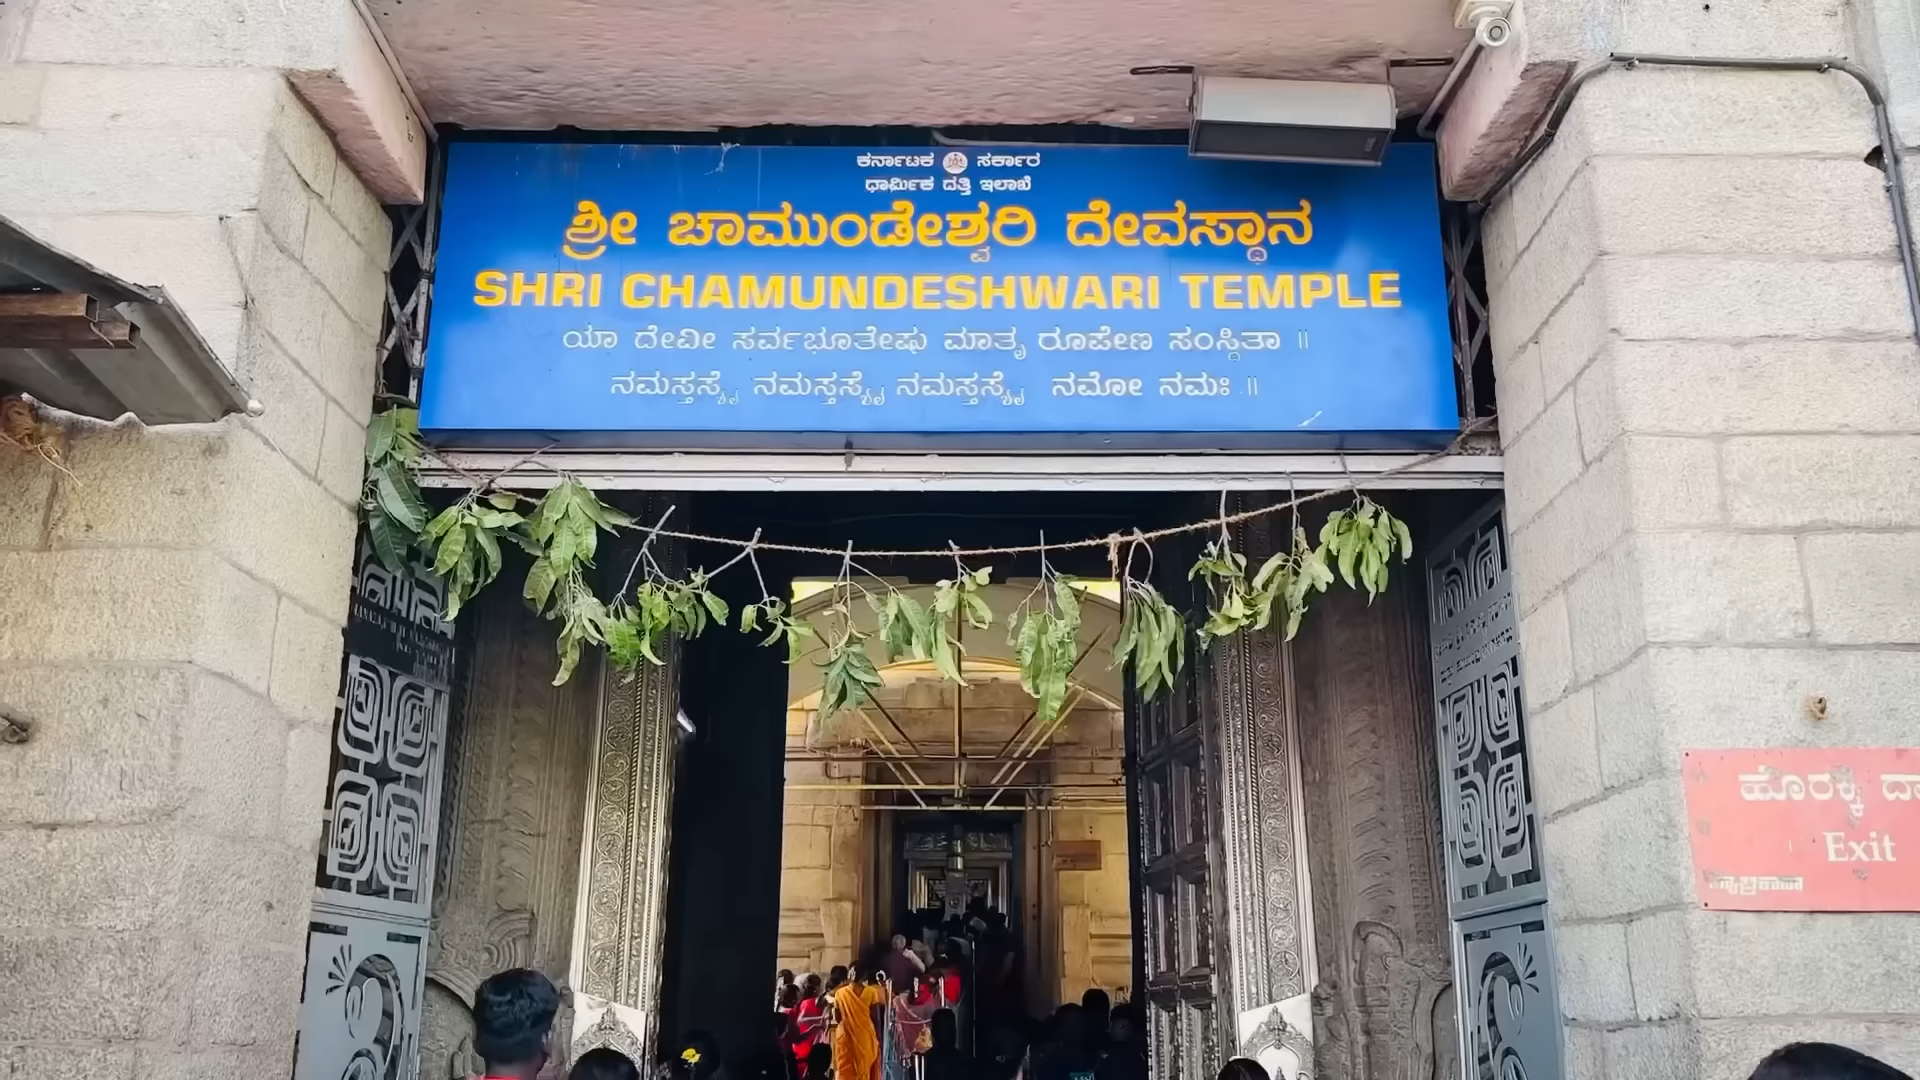 ಕರ್ನಾಟಕ ಸರ್ಕಾರ
ಧಾರ್ಮಿಕ ದತ್ತಿ ಇಲಾಖೆ
ಶ್ರೀ ಚಾಮುಂಡೇಶ್ವರಿ ದೇವಸ್ಥಾನ
SHRI CHAMUNDESHWARI TEMPLE
ಯಾ ದೇವೀ ಸರ್ವಭೂತೇಷು ಮಾತೃ ರೂಪೇಣ ಸಂಸ್ಥಿತಾ ॥
ನಮಸ್ತಸ್ಯೈ ನಮಸ್ತಸ್ಯೈ ನಮಸ್ತಸ್ಯೈ ನಮೋ ನಮಃ ॥
ಹೊರಕ್ಕೆ
Exit